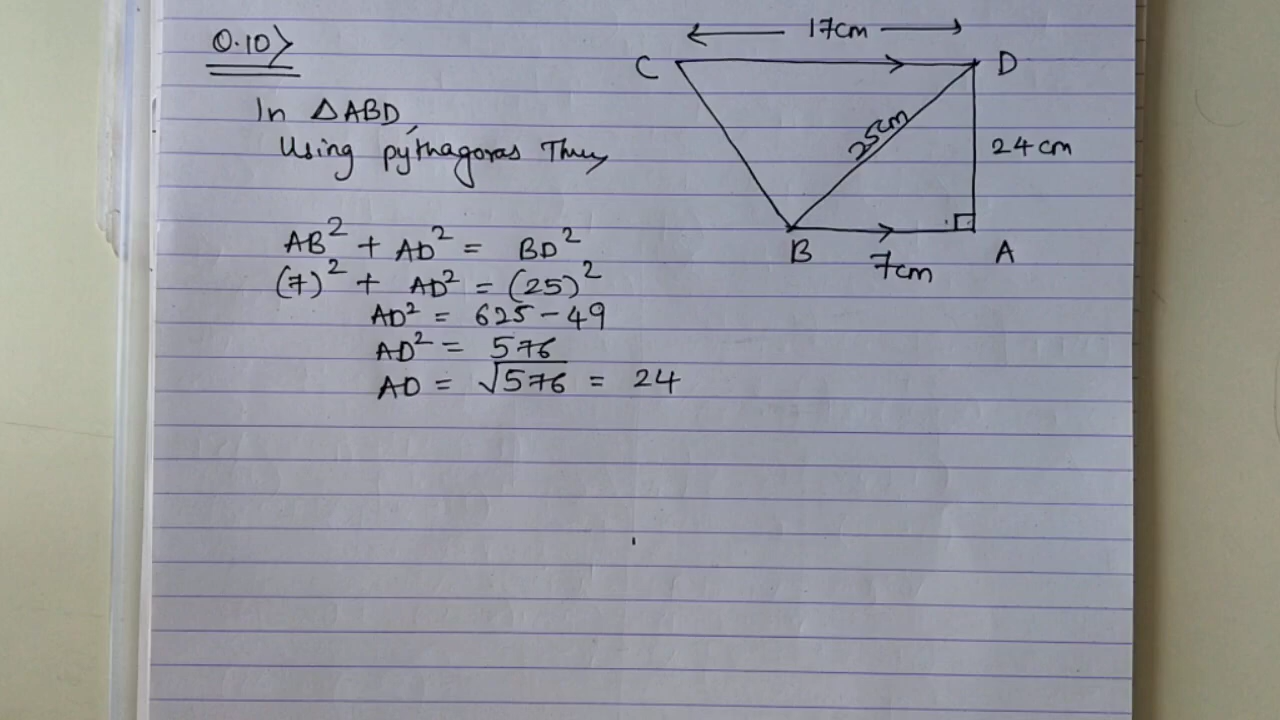 Q.10>
17cm
C
D
In △ABD,
25cm
24cm
Using pythagoras Thm,
AB² + AD² = BD²
B
A
7cm
(7)² + AD² = (25)²
AD² = 625 - 49
AD² = 576
AD = √576 = 24